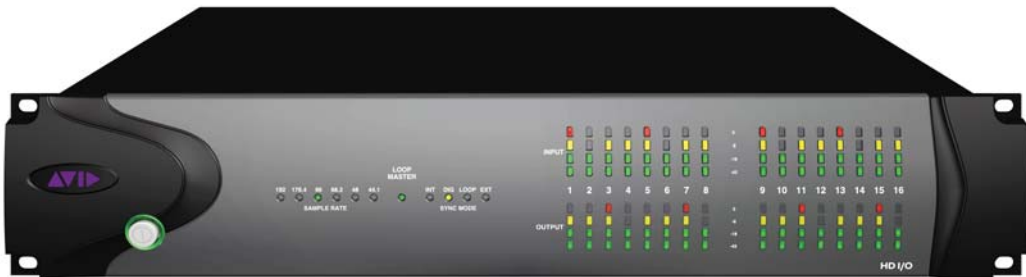 AVID
LOOP
MASTER
192 176.4 96 88.2 48 44.1
INT DIG LOOP EXT
SAMPLE RATE
SYNC MODE
INPUT
1 2 3 4 5 6 7 8
9 10 11 12 13 14 15 16
OUTPUT
HD I/O